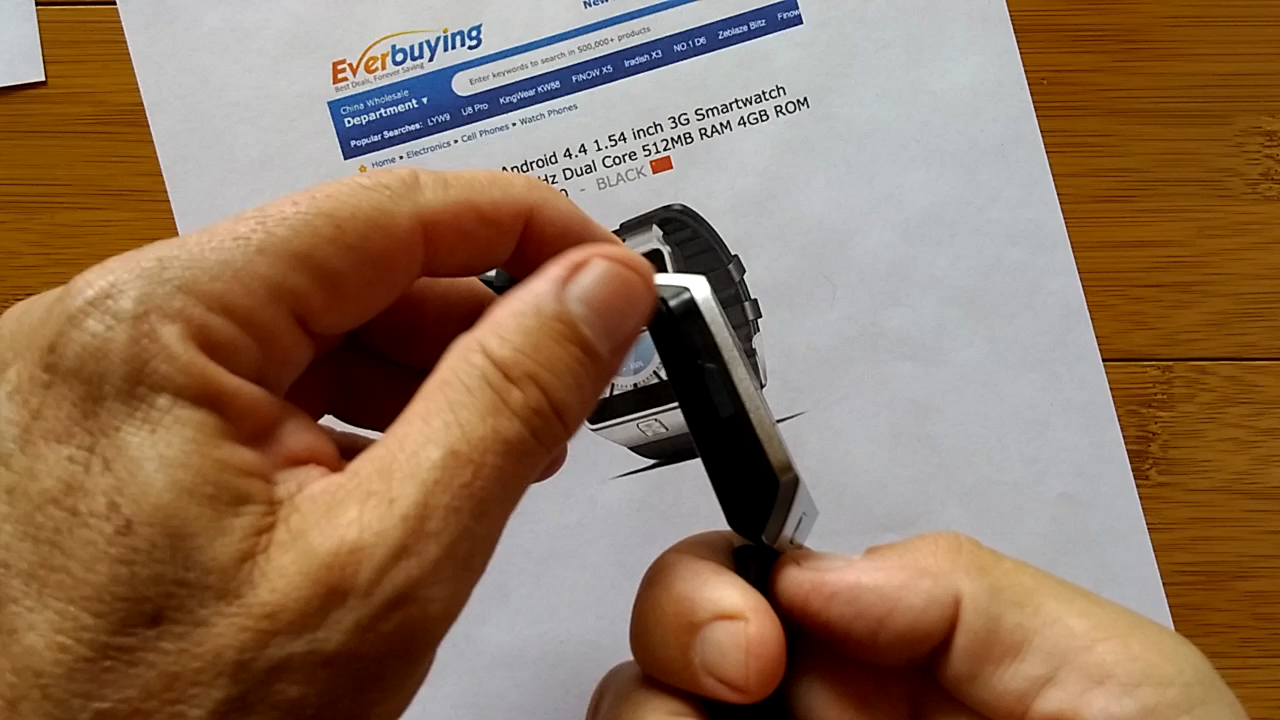 New
Everbuying
Best Deals, Forever Saving
Enter keywords to search in 500,000+ products
China Wholesale
Department ▼
Popular Searches: LYW9 U8 Pro KingWear KW88 FINOW X5 Iradish X3 NO.1 D6 Zeblaze Blitz Finow
Home » Electronics » Cell Phones » Watch Phones
Android 4.4 1.54 inch 3G Smartwatch
Hz Dual Core 512MB RAM 4GB ROM
- BLACK